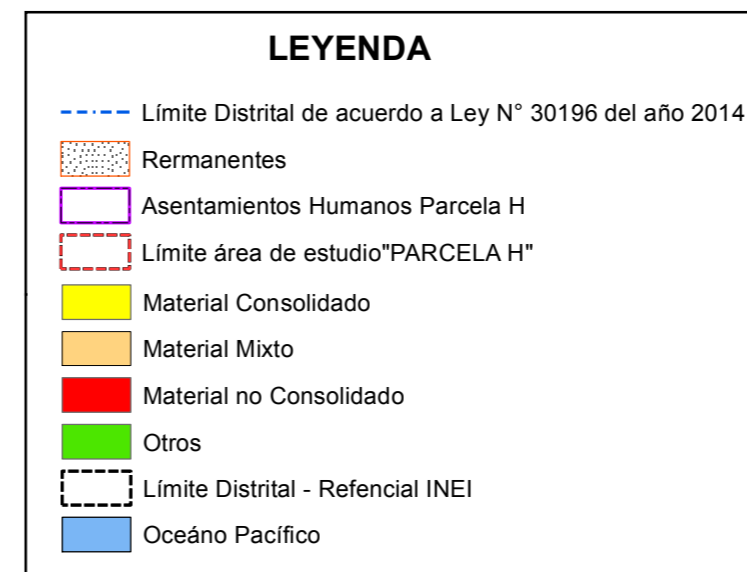 LEYENDA
Límite Distrital de acuerdo a Ley N° 30196 del año 2014
Rermanentes
Asentamientos Humanos Parcela H
Límite área de estudio"PARCELA H"
Material Consolidado
Material Mixto
Material no Consolidado
Otros
Límite Distrital - Refencial INEI
Oceáno Pacífico